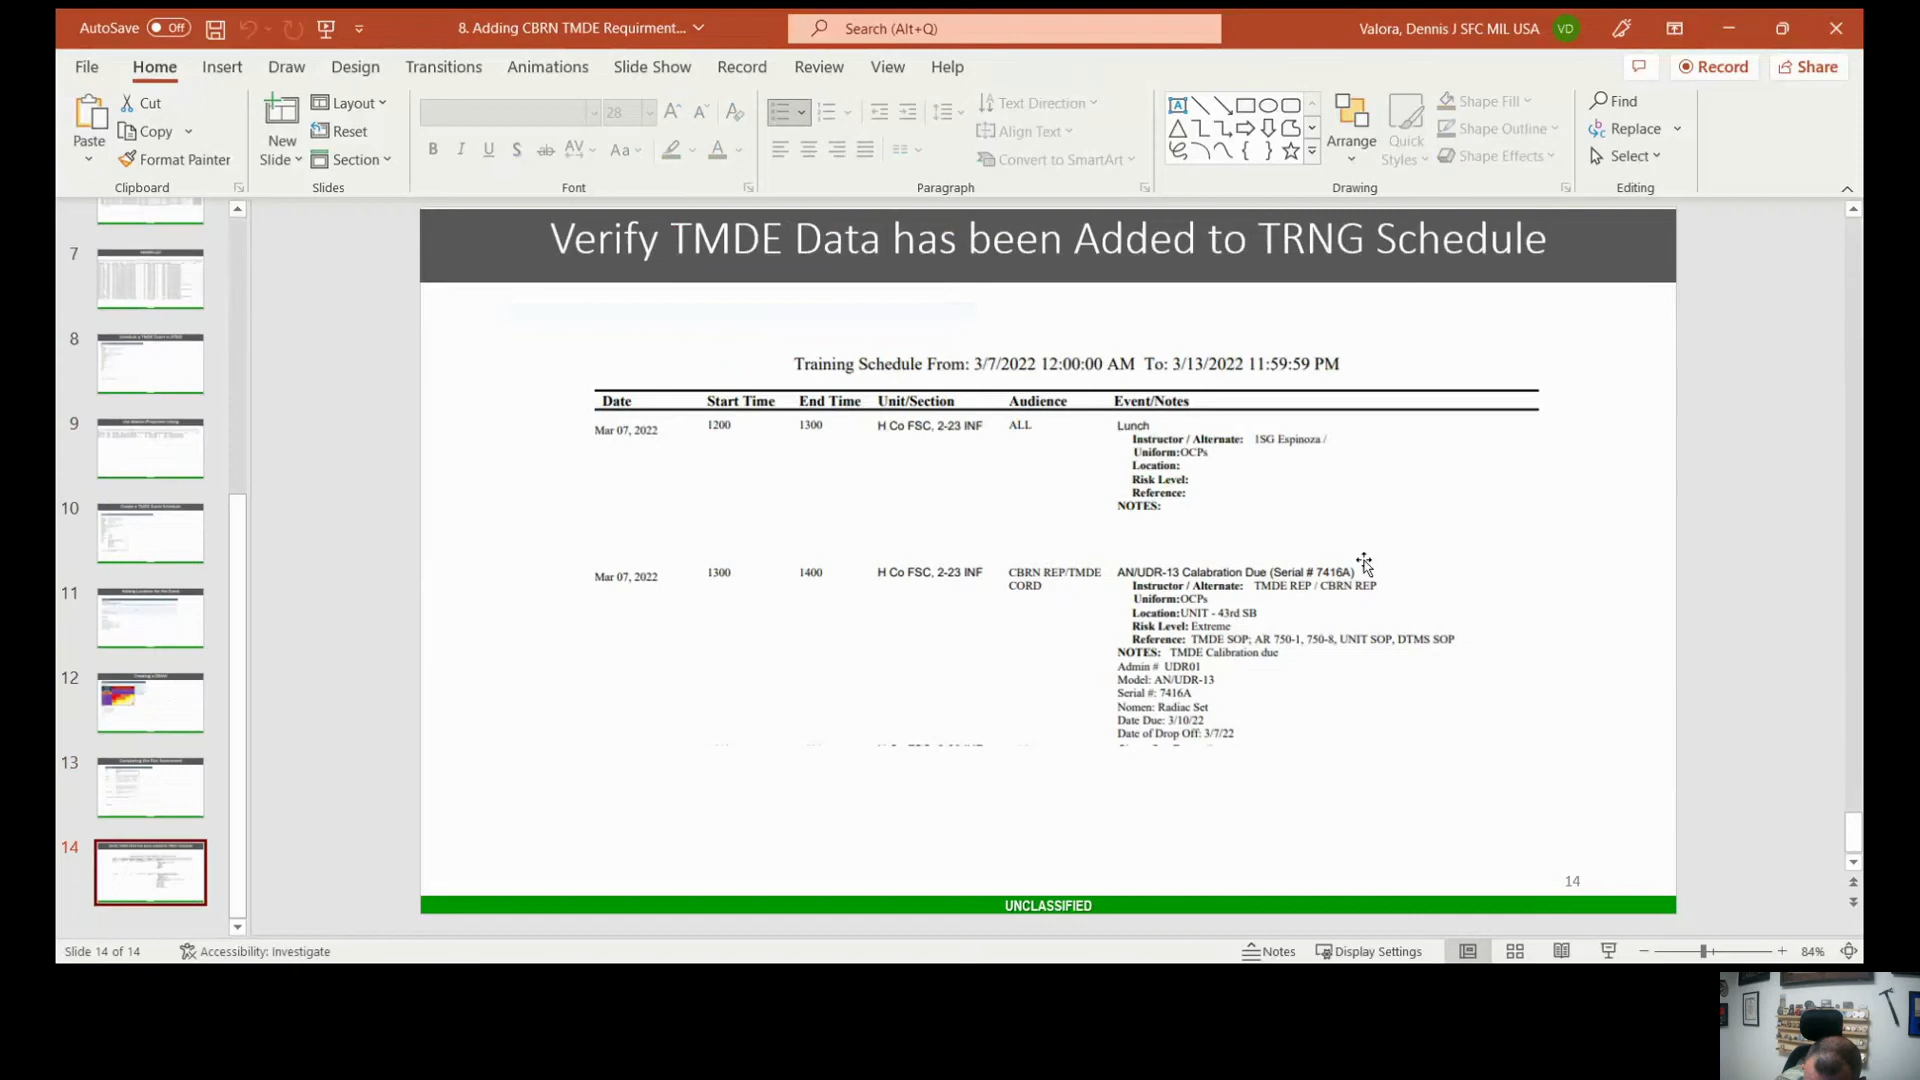 AutoSave Off
8. Adding CBRN TMDE Requirment...
Search (Alt+Q)
Valora, Dennis J SFC MIL USA VD
File Home Insert Draw Design Transitions Animations Slide Show Record Review View Help
Record Share
Paste
Cut
Copy
Format Painter
Clipboard
New Slide
Layout
Reset
Section
Slides
28
Font
Text Direction
Align Text
Convert to SmartArt
Paragraph
Arrange
Quick Styles
Shape Fill
Shape Outline
Shape Effects
Drawing
Find
Replace
Select
Editing
7
8
9
10
11
12
13
14
Verify TMDE Data has been Added to TRNG Schedule
Training Schedule From: 3/7/2022 12:00:00 AM To: 3/13/2022 11:59:59 PM
Date Start Time End Time Unit/Section Audience Event/Notes
Mar 07, 2022 1200 1300 H Co FSC, 2-23 INF ALL Lunch
Instructor / Alternate: 1SG Espinoza /
Uniform:OCPs
Location:
Risk Level:
Reference:
NOTES:
Mar 07, 2022 1300 1400 H Co FSC, 2-23 INF CBRN REP/TMDE CORD AN/UDR-13 Calabration Due (Serial # 7416A)
Instructor / Alternate: TMDE REP / CBRN REP
Uniform:OCPs
Location:UNIT - 43rd SB
Risk Level: Extreme
Reference: TMDE SOP; AR 750-1, 750-8, UNIT SOP, DTMS SOP
NOTES: TMDE Calibration due
Admin # UDR01
Model: AN/UDR-13
Serial #: 7416A
Nomen: Radiac Set
Date Due: 3/10/22
Date of Drop Off: 3/7/22
14
UNCLASSIFIED
Slide 14 of 14
Accessibility: Investigate
Notes
Display Settings
84%